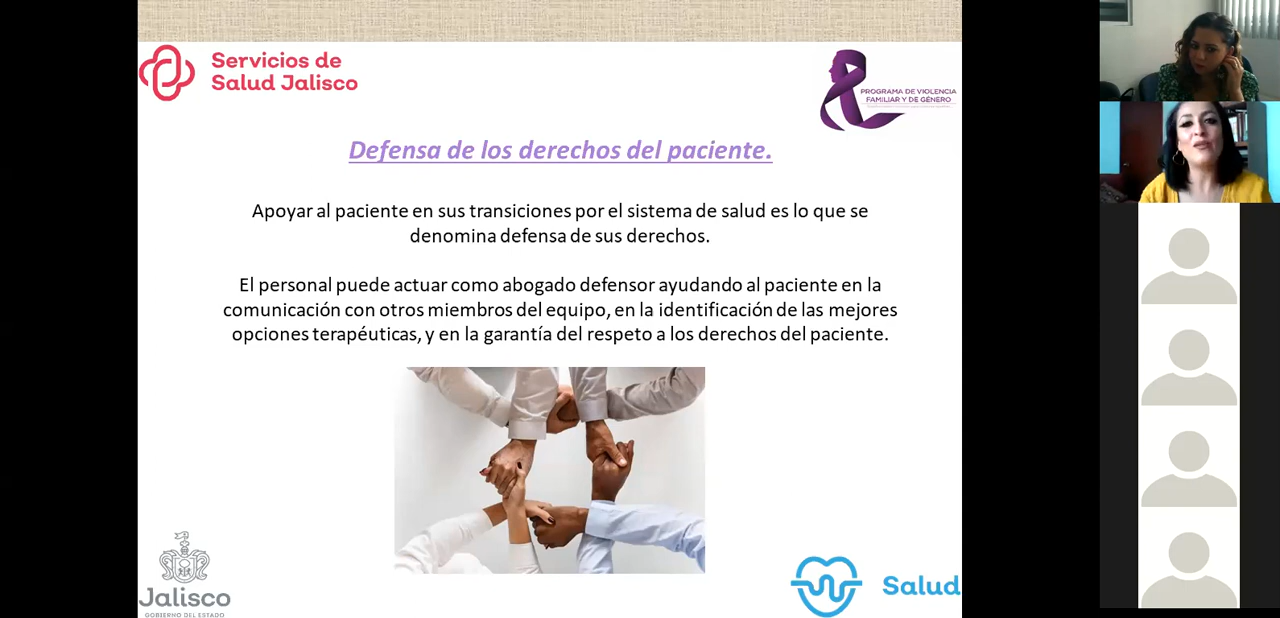 Servicios de
Salud Jalisco
PROGRAMA DE VIOLENCIA
FAMILIAR Y DE GÉNERO
Defensa de los derechos del paciente.
Apoyar al paciente en sus transiciones por el sistema de salud es lo que se
denomina defensa de sus derechos.
El personal puede actuar como abogado defensor ayudando al paciente en la
comunicación con otros miembros del equipo, en la identificación de las mejores
opciones terapéuticas, y en la garantía del respeto a los derechos del paciente.
Jalisco
GOBIERNO DEL ESTADO
Salud